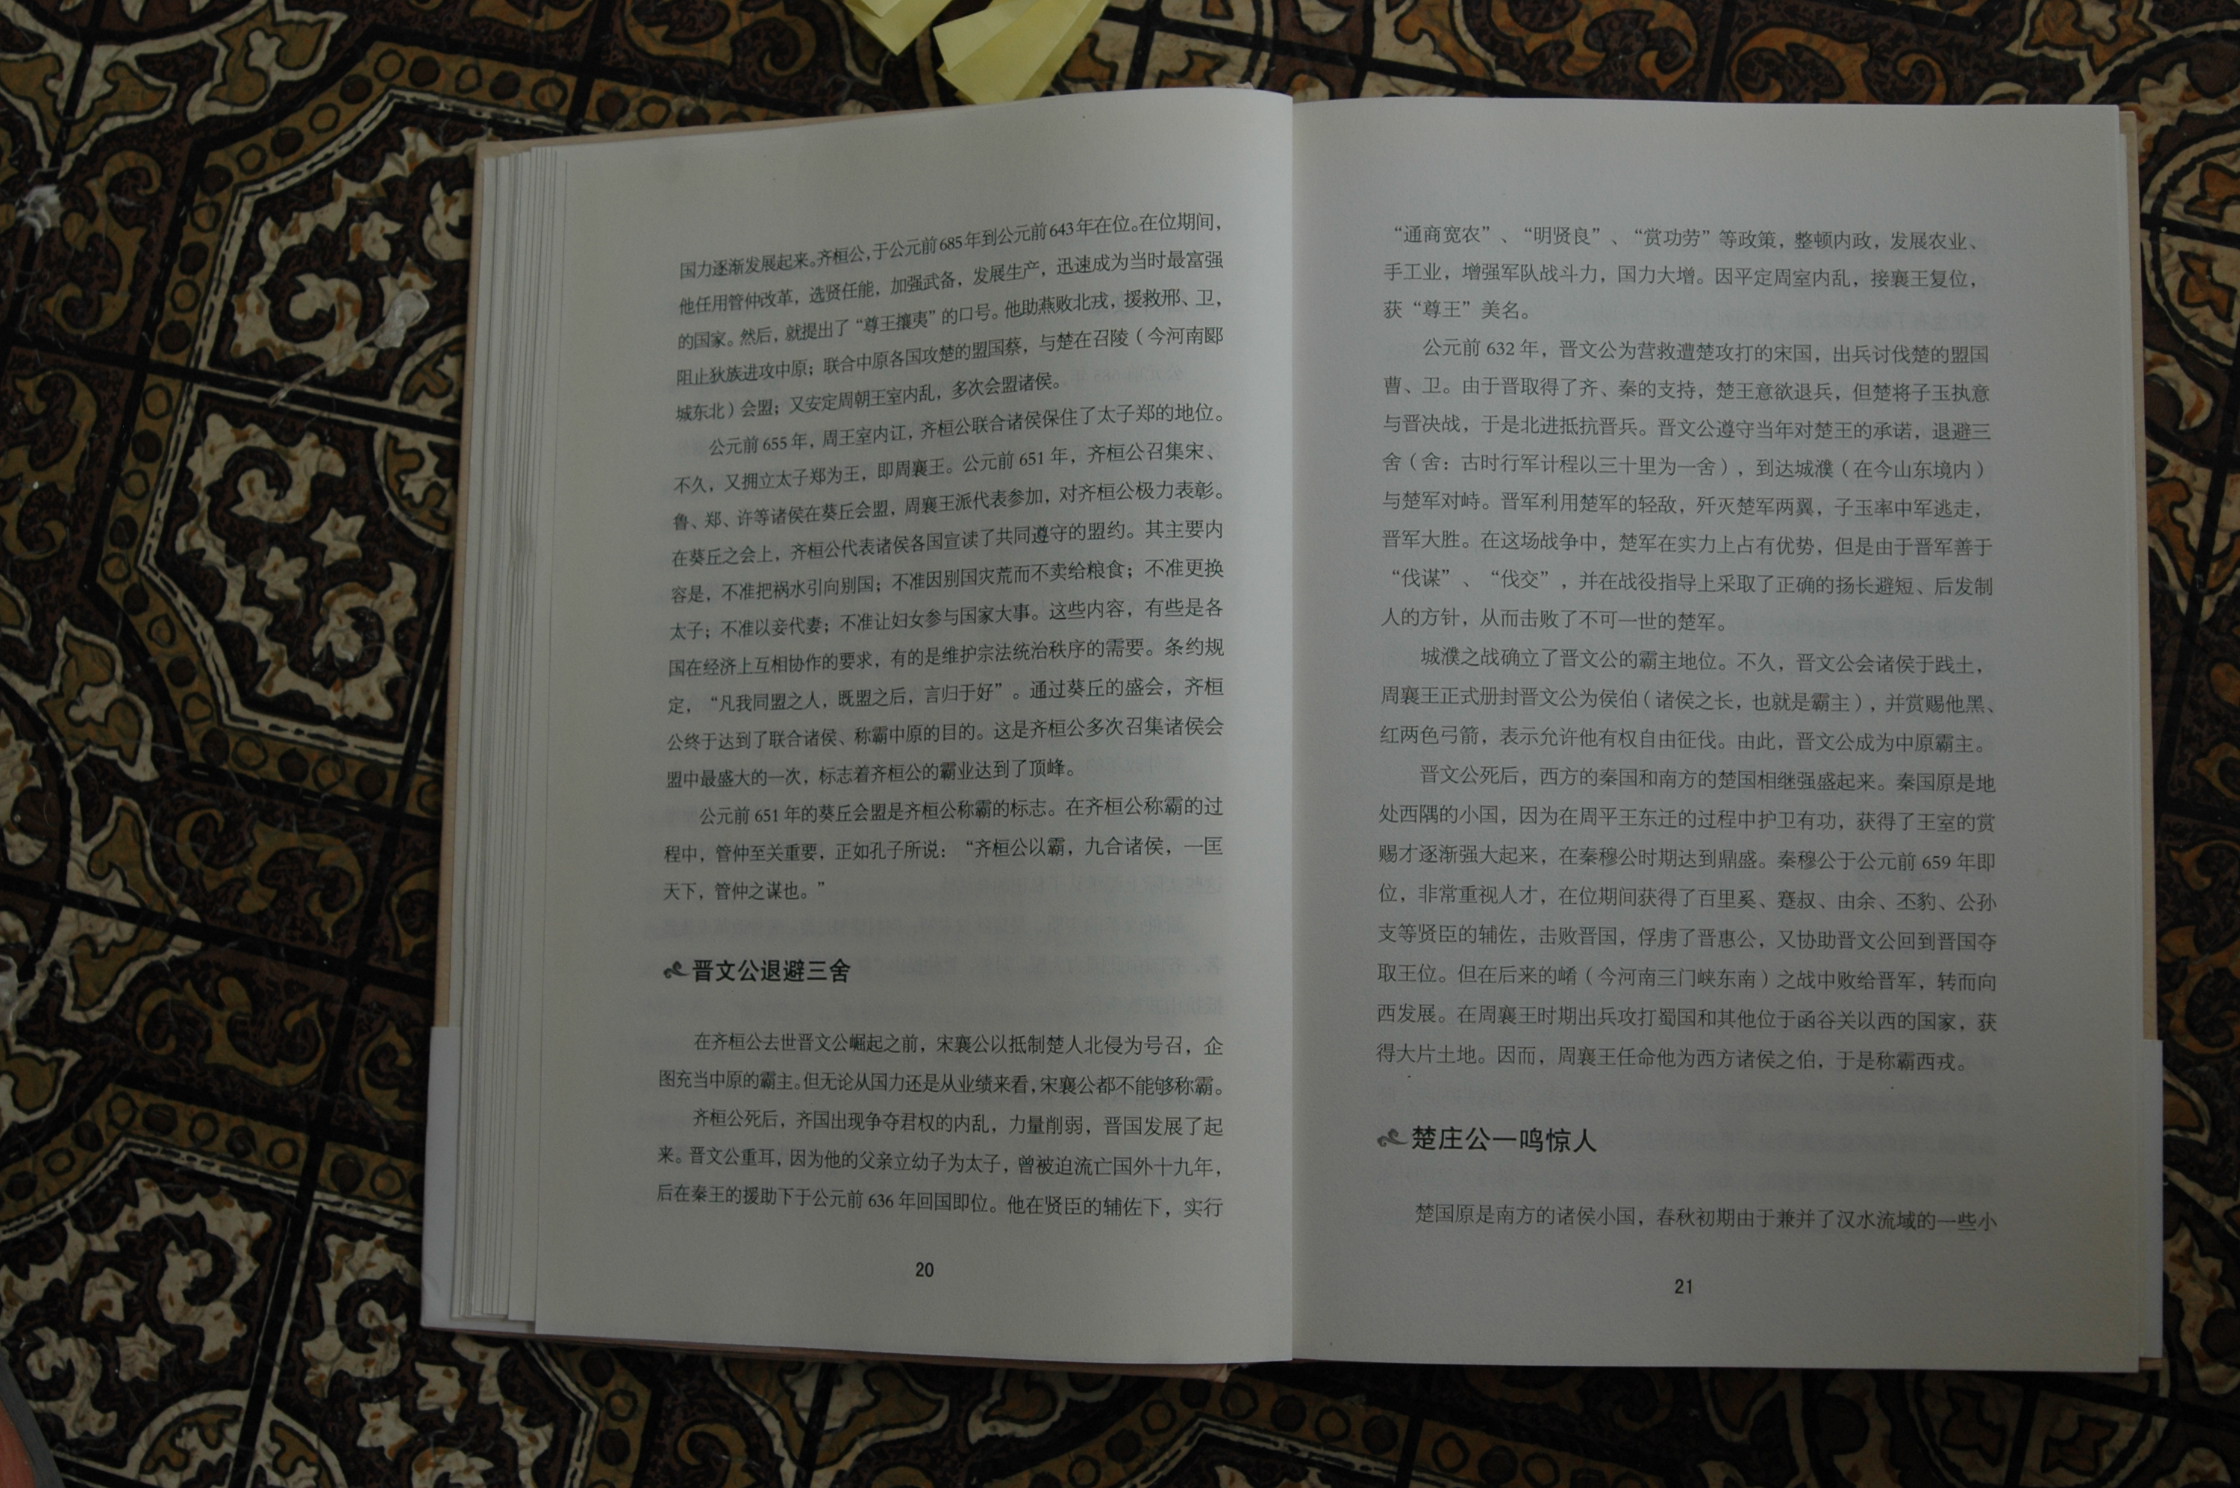 国力逐渐发展起来。齐桓公，于公元前685年到公元前643年在位。在位期间，
他任用管仲改革，选贤任能，加强武备，发展生产，迅速成为当时最富强
的国家。然后，就提出了“尊王攘夷”的口号。他助燕败北戎，援救邢、卫，
阻止狄族进攻中原；联合中原各国攻楚的盟国蔡，与楚在召陵（今河南郾
城东北）会盟；又安定周朝王室内乱，多次会盟诸侯。
公元前 655 年，周王室内讧，齐桓公联合诸侯保住了太子郑的地位。
不久，又拥立太子郑为王，即周襄王。公元前 651 年，齐桓公召集宋、
鲁、郑、许等诸侯在葵丘会盟，周襄王派代表参加，对齐桓公极力表彰。
在葵丘之会上，齐桓公代表诸侯各国宣读了共同遵守的盟约。其主要内
容是，不准把祸水引向别国；不准因别国灾荒而不卖给粮食；不准更换
太子；不准以妾代妻；不准让妇女参与国家大事。这些内容，有些是各
国在经济上互相协作的要求，有的是维护宗法统治秩序的需要。条约规
定，“凡我同盟之人，既盟之后，言归于好”。通过葵丘的盛会，齐桓
公终于达到了联合诸侯、称霸中原的目的。这是齐桓公多次召集诸侯会
盟中最盛大的一次，标志着齐桓公的霸业达到了顶峰。
公元前 651 年的葵丘会盟是齐桓公称霸的标志。在齐桓公称霸的过
程中，管仲至关重要，正如孔子所说：“齐桓公以霸，九合诸侯，一匡
天下，管仲之谋也。”
晋文公退避三舍
在齐桓公去世晋文公崛起之前，宋襄公以抵制楚人北侵为号召，企
图充当中原的霸主。但无论从国力还是从业绩来看，宋襄公都不能够称霸。
齐桓公死后，齐国出现争夺君权的内乱，力量削弱，晋国发展了起
来。晋文公重耳，因为他的父亲立幼子为太子，曾被迫流亡国外十九年，
后在秦王的援助下于公元前 636 年回国即位。他在贤臣的辅佐下，实行
20
“通商宽农”、“明贤良”、“赏功劳”等政策，整顿内政，发展农业、
手工业，增强军队战斗力，国力大增。因平定周室内乱，接襄王复位，
获“尊王”美名。
公元前 632 年，晋文公为营救遭楚攻打的宋国，出兵讨伐楚的盟国
曹、卫。由于晋取得了齐、秦的支持，楚王意欲退兵，但楚将子玉执意
与晋决战，于是北进抵抗晋兵。晋文公遵守当年对楚王的承诺，退避三
舍（舍：古时行军计程以三十里为一舍），到达城濮（在今山东境内）
与楚军对峙。晋军利用楚军的轻敌，歼灭楚军两翼，子玉率中军逃走，
晋军大胜。在这场战争中，楚军在实力上占有优势，但是由于晋军善于
“伐谋”、“伐交”，并在战役指导上采取了正确的扬长避短、后发制
人的方针，从而击败了不可一世的楚军。
城濮之战确立了晋文公的霸主地位。不久，晋文公会诸侯于践土，
周襄王正式册封晋文公为侯伯（诸侯之长，也就是霸主），并赏赐他黑、
红两色弓箭，表示允许他有权自由征伐。由此，晋文公成为中原霸主。
晋文公死后，西方的秦国和南方的楚国相继强盛起来。秦国原是地
处西隅的小国，因为在周平王东迁的过程中护卫有功，获得了王室的赏
赐才逐渐强大起来，在秦穆公时期达到鼎盛。秦穆公于公元前 659 年即
位，非常重视人才，在位期间获得了百里奚、蹇叔、由余、丕豹、公孙
支等贤臣的辅佐，击败晋国，俘虏了晋惠公，又协助晋文公回到晋国夺
取王位。但在后来的崤（今河南三门峡东南）之战中败给晋军，转而向
西发展。在周襄王时期出兵攻打蜀国和其他位于函谷关以西的国家，获
得大片土地。因而，周襄王任命他为西方诸侯之伯，于是称霸西戎。
楚庄公一鸣惊人
楚国原是南方的诸侯小国，春秋初期由于兼并了汉水流域的一些小
21